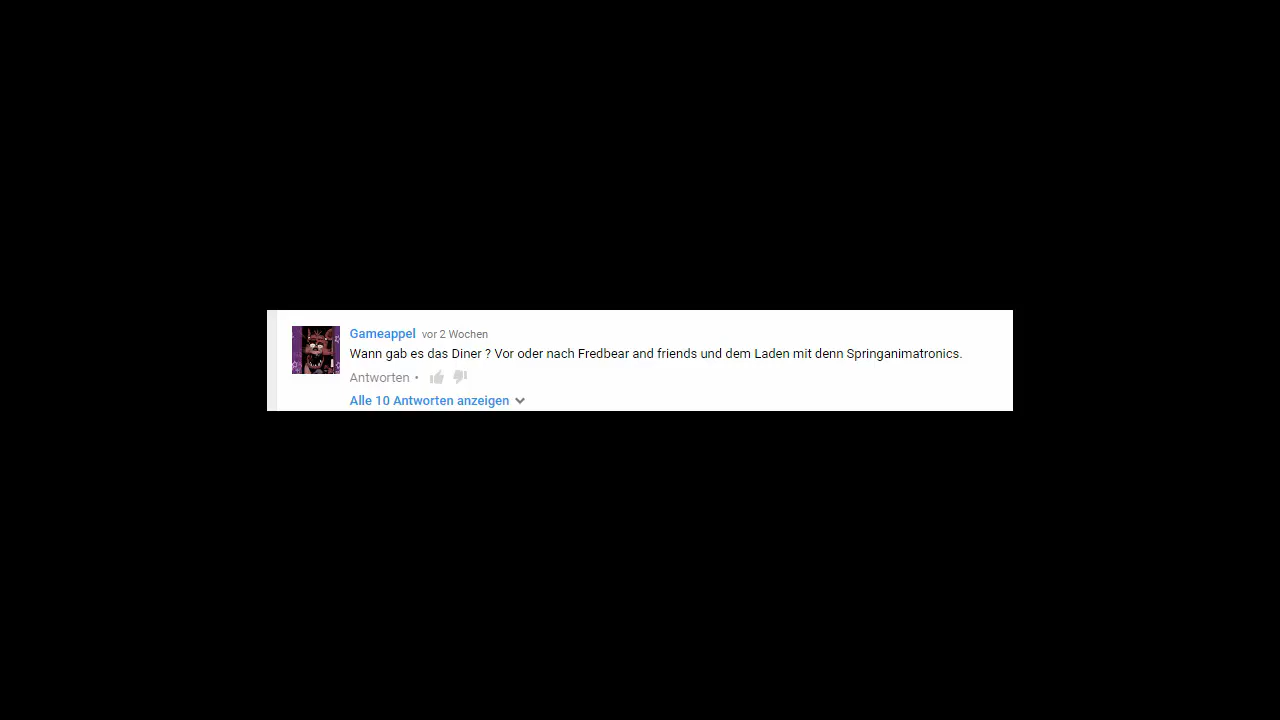 Gameappel vor 2 Wochen
Wann gab es das Diner ? Vor oder nach Fredbear and friends und dem Laden mit denn Springanimatronics.
Antworten •
Alle 10 Antworten anzeigen